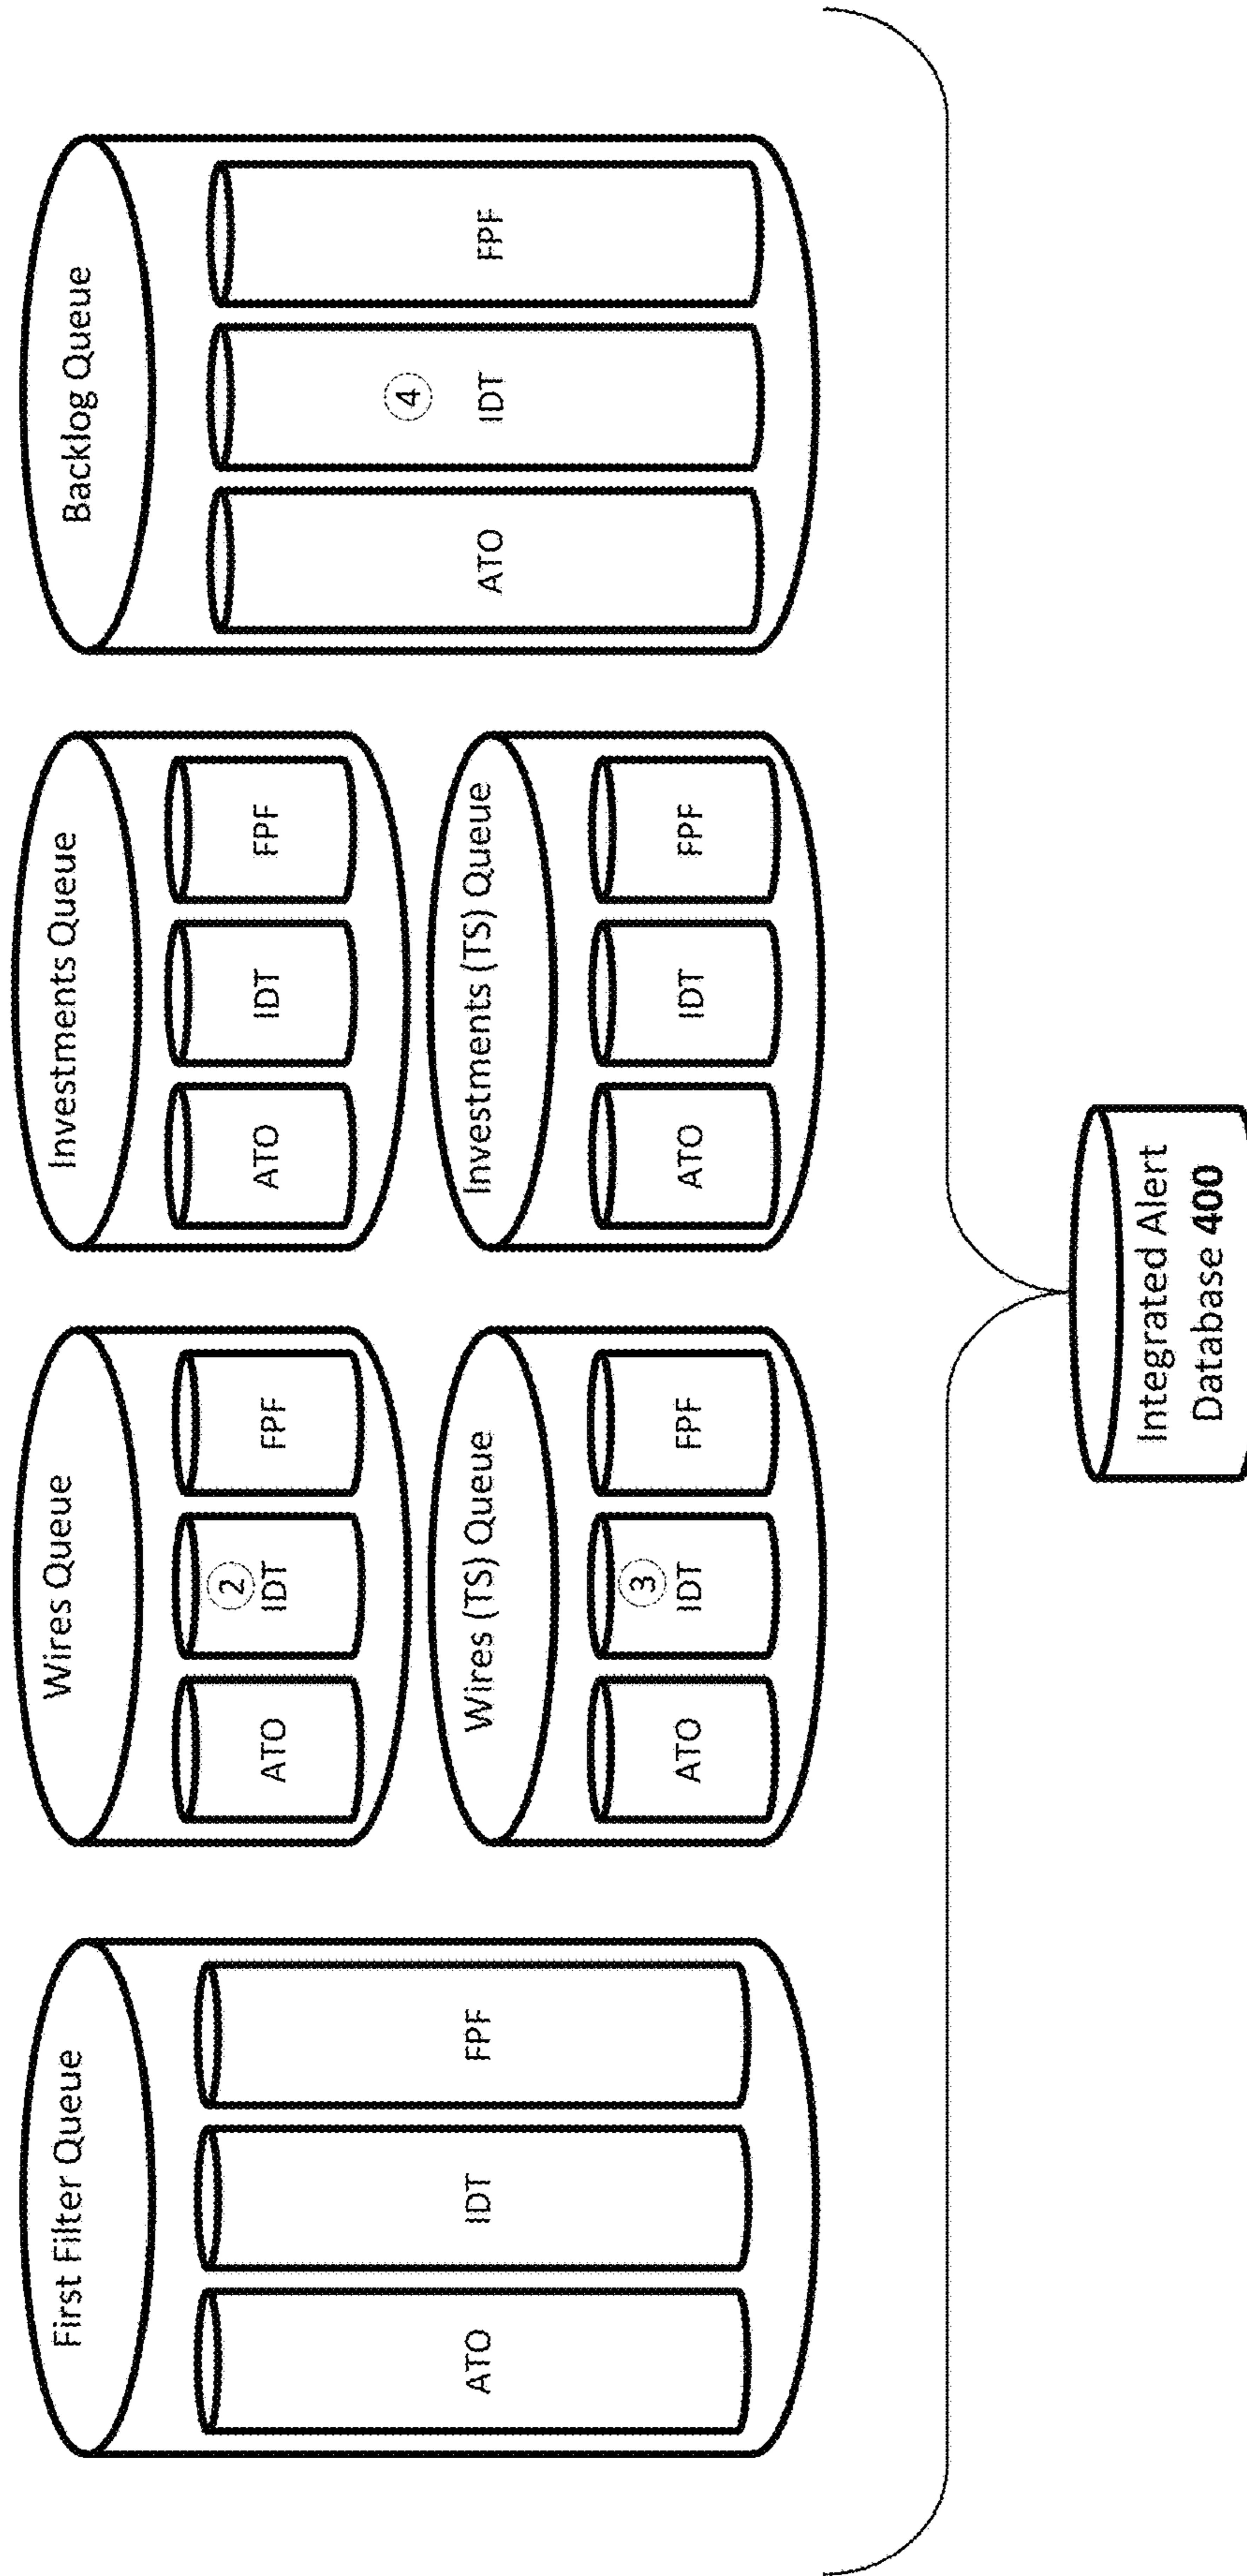 First Filter Queue
ATO
IDT
FPF
Wires Queue
ATO
2
IDT
FPF
Wires (TS) Queue
ATO
3
IDT
FPF
Investments Queue
ATO
IDT
FPF
Investments (TS) Queue
ATO
IDT
FPF
Backlog Queue
ATO
4
IDT
FPF
Integrated Alert
Database 400